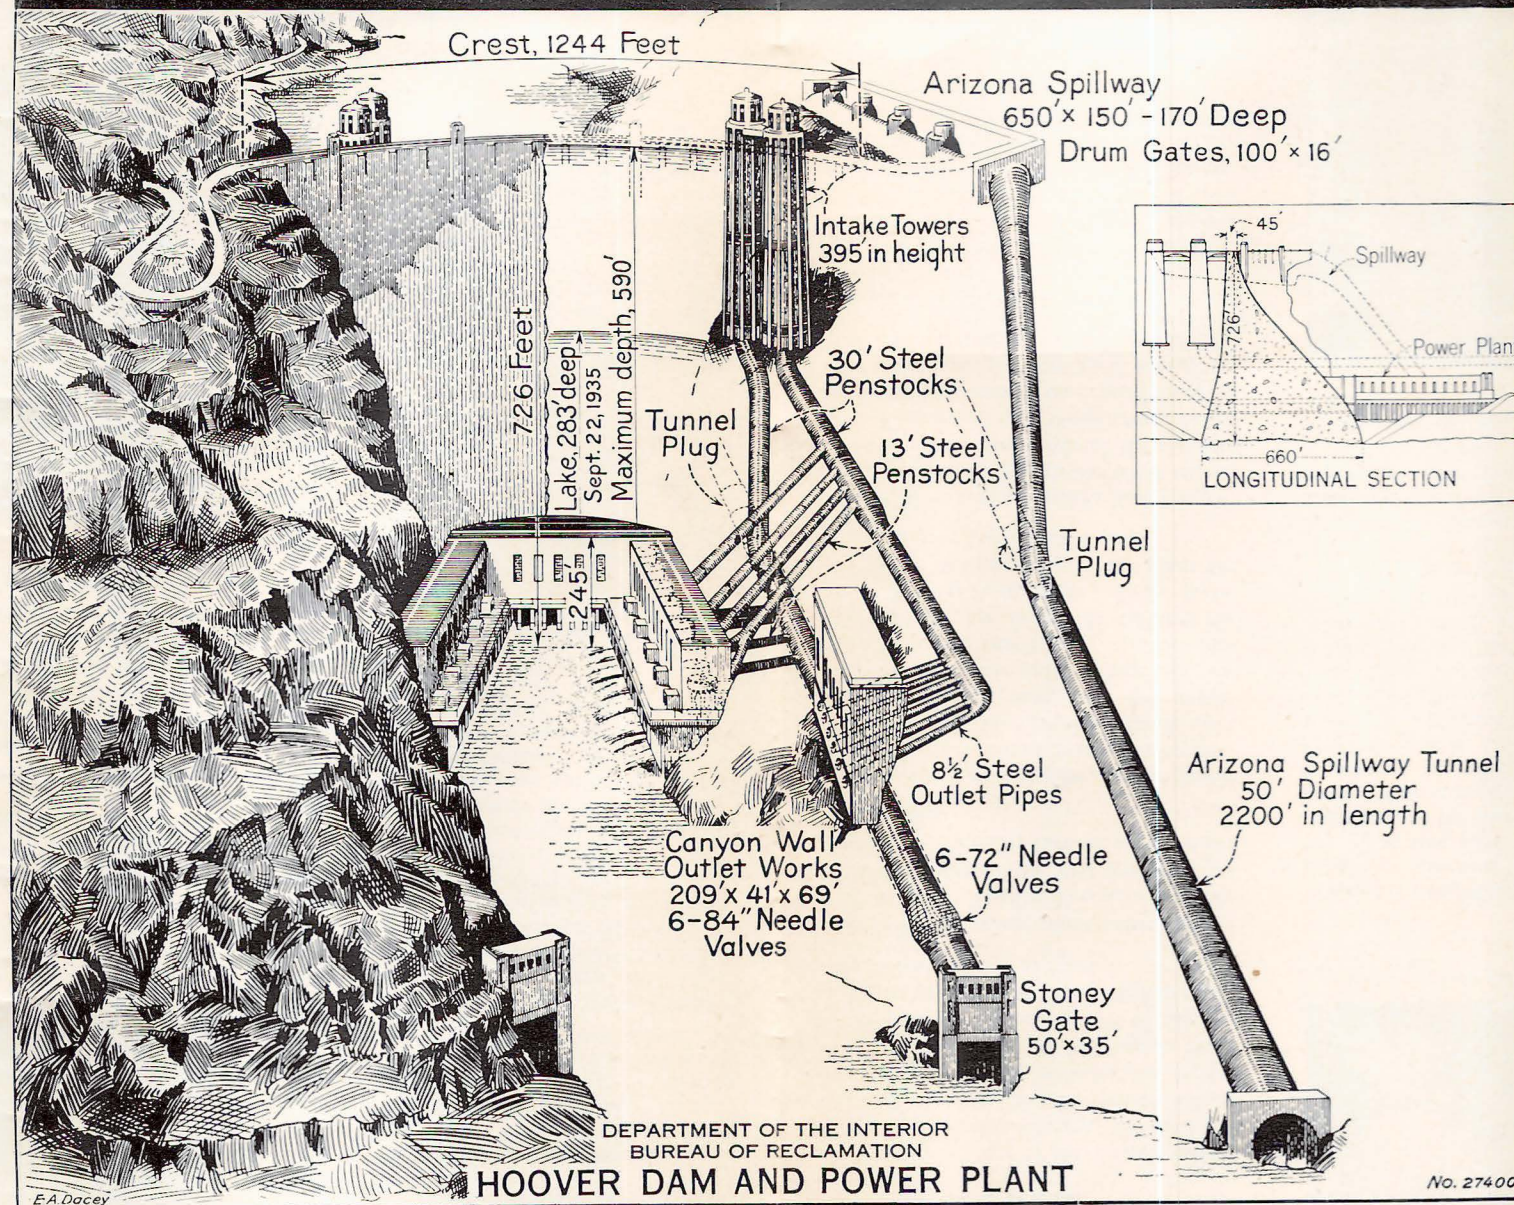 Crest, 1244 Feet
Arizona Spillway
650' × 150' - 170' Deep
Drum Gates, 100' × 16'
Intake Towers
395' in height
726 Feet
Lake, 283' deep
Sept. 22, 1935
Maximum depth, 590'
30' Steel
Penstocks
Tunnel
Plug
13' Steel
Penstocks
245'
Tunnel
Plug
45'
Spillway
726'
Power Plant
660'
LONGITUDINAL SECTION
8½' Steel
Outlet Pipes
Arizona Spillway Tunnel
50' Diameter
2200' in length
Canyon Wall
Outlet Works
209' X 41' x 69'
6-84" Needle
Valves
6-72" Needle
Valves
Stoney
Gate
50' × 35'
DEPARTMENT OF THE INTERIOR
BUREAU OF RECLAMATION
HOOVER DAM AND POWER PLANT
E·A·Dacey
No. 27400